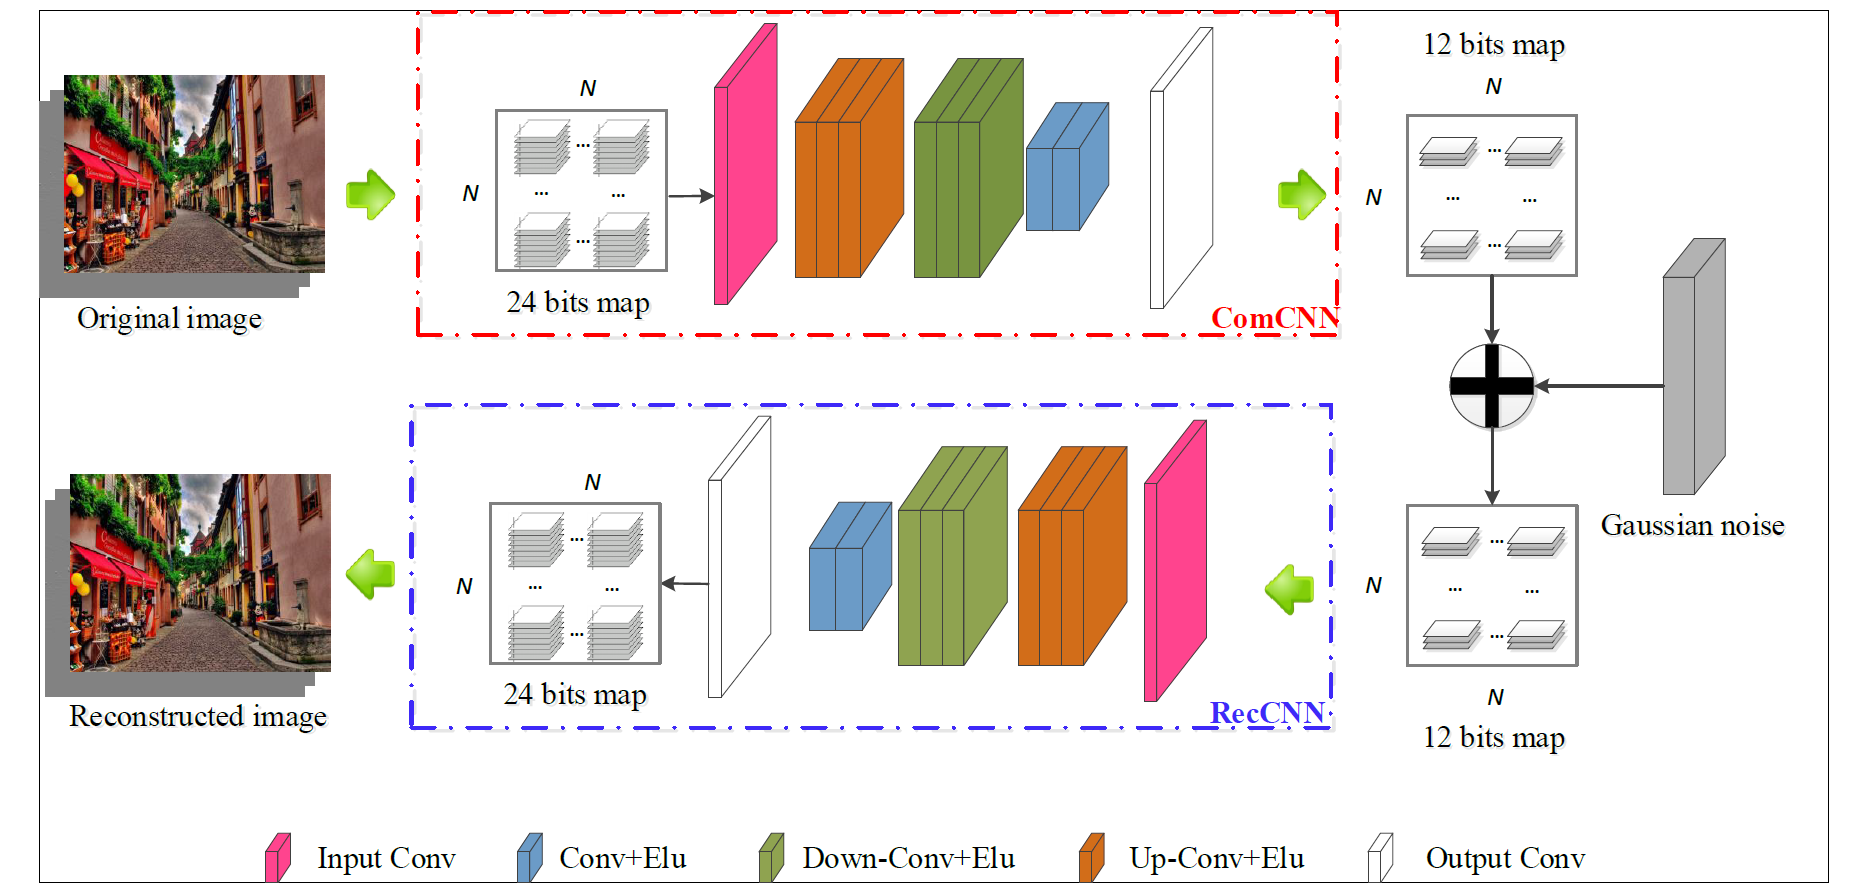 12 bits map
N
N
N
N
24 bits map
Original image
ComCNN
N
N
Gaussian noise
N
N
24 bits map
Reconstructed image
RecCNN
12 bits map
Input Conv
Conv+Elu
Down-Conv+Elu
Up-Conv+Elu
Output Conv